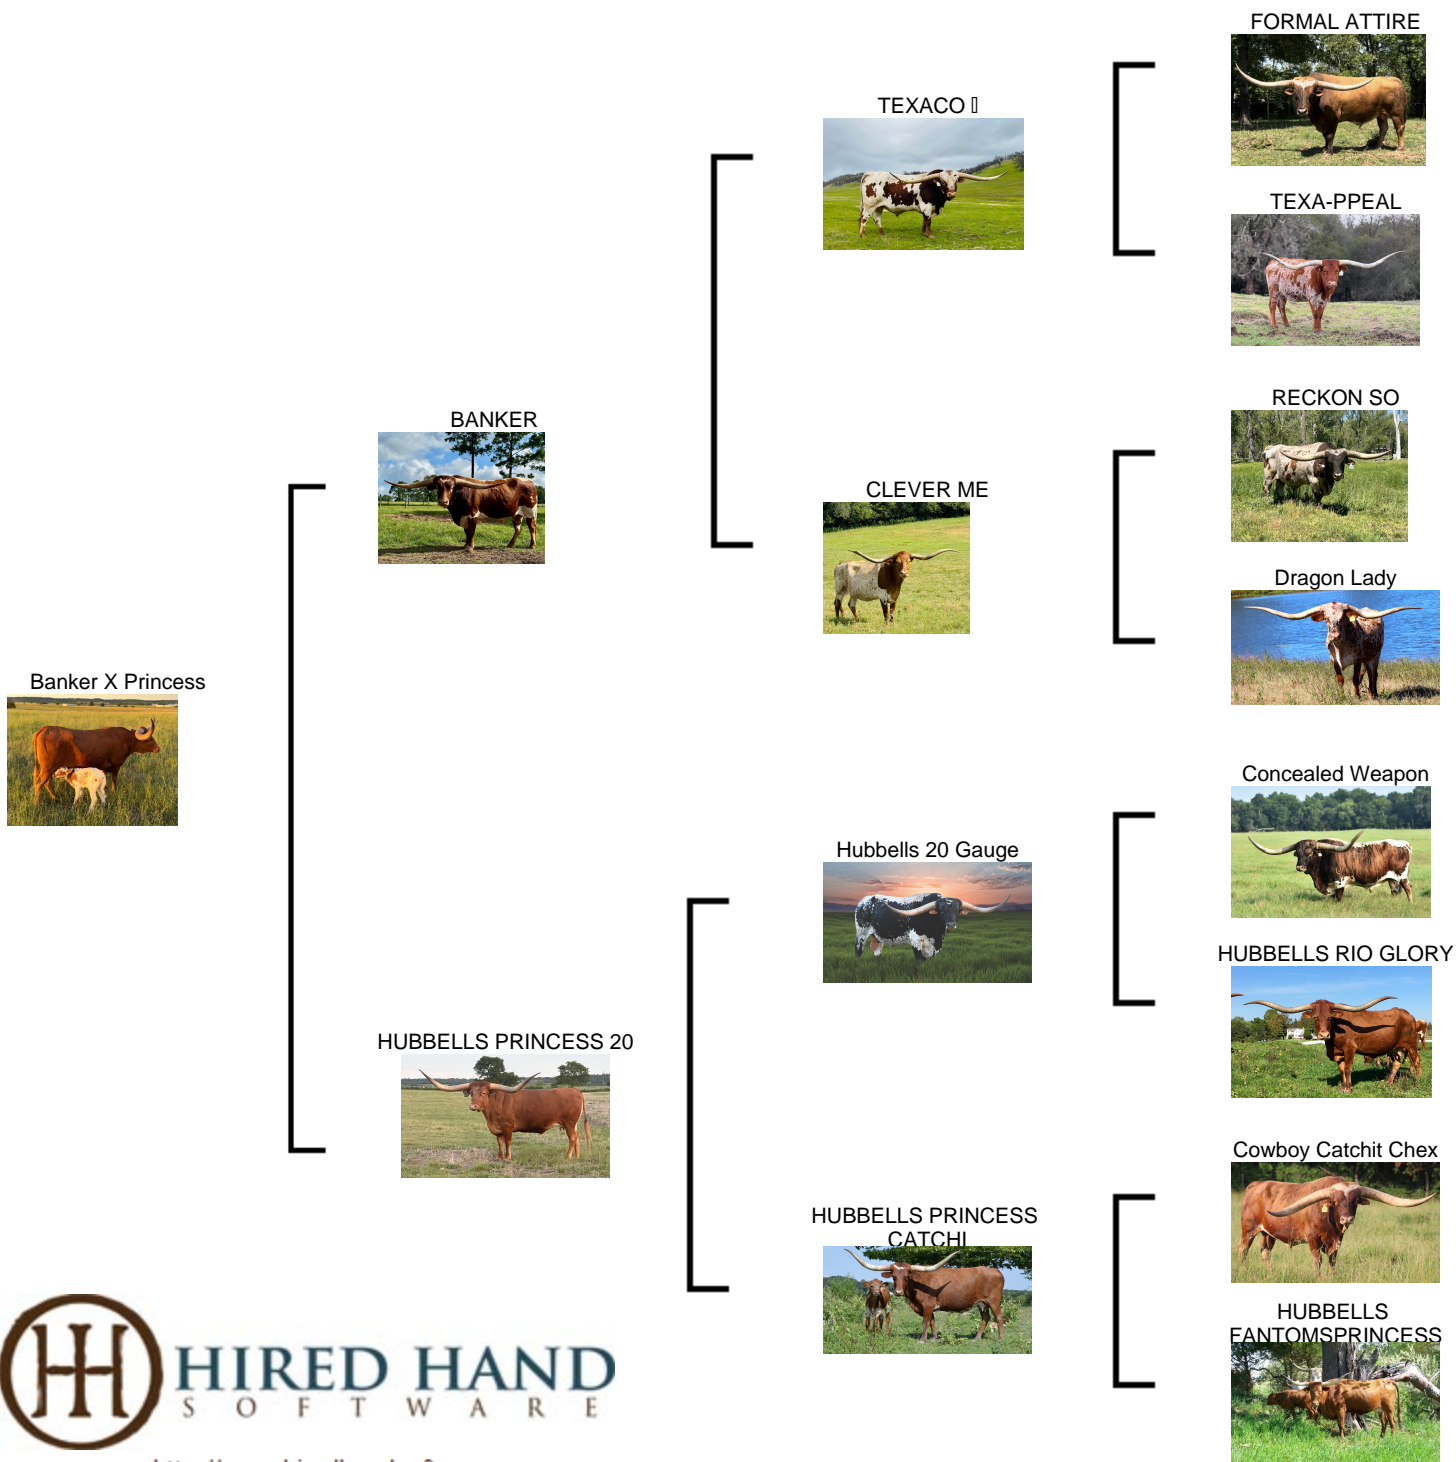 FORMAL ATTIRE
TEXACO
TEXA-PPEAL
RECKON SO
BANKER
CLEVER ME
Dragon Lady
Banker X Princess
Concealed Weapon
Hubbells 20 Gauge
HUBBELLS RIO GLORY
HUBBELLS PRINCESS 20
Cowboy Catchit Chex
HUBBELLS PRINCESS
CATCHI
HUBBELLS
FANTOMSPRINCESS
HIRED HAND
SOFTWARE